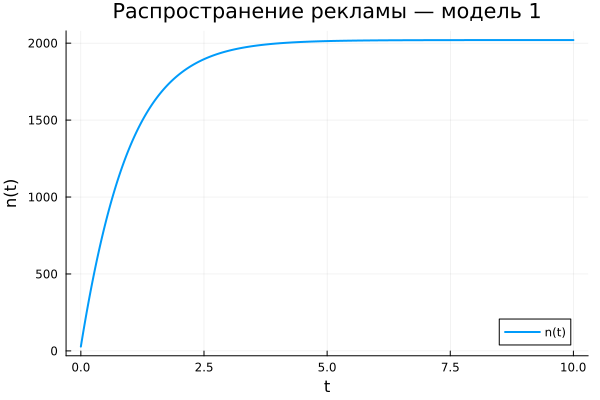 Распространение рекламы — модель 1
n(t)
2000
1500
1000
500
0
0.0 2.5 5.0 7.5 10.0
t
n(t)